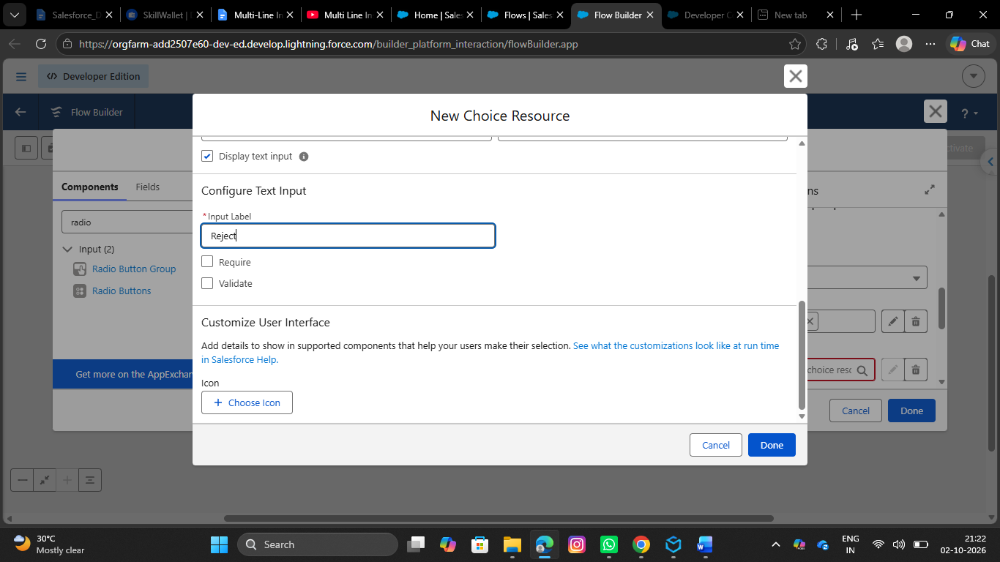 Salesforce_D
SkillWallet |
Multi-Line In
Multi Line In
Home | Sales
Flows | Sales
Flow Builder
Developer C
New tab
https://orgfarm-add2507e60-dev-ed.develop.lightning.force.com/builder_platform_interaction/flowBuilder.app
Chat
Developer Edition
Flow Builder
?
New Choice Resource
Components
Fields
radio
Input (2)
Radio Button Group
Radio Buttons
Get more on the AppExchan
Display text input
Configure Text Input
*Input Label
Reject
Require
Validate
Customize User Interface
Add details to show in supported components that help your users make their selection. See what the customizations look like at run time
in Salesforce Help.
Icon
+ Choose Icon
Cancel
Done
ctivate
ns
choice resc
Cancel
Done
30°C
Mostly clear
Search
ENG
IN
21:22
02-10-2026